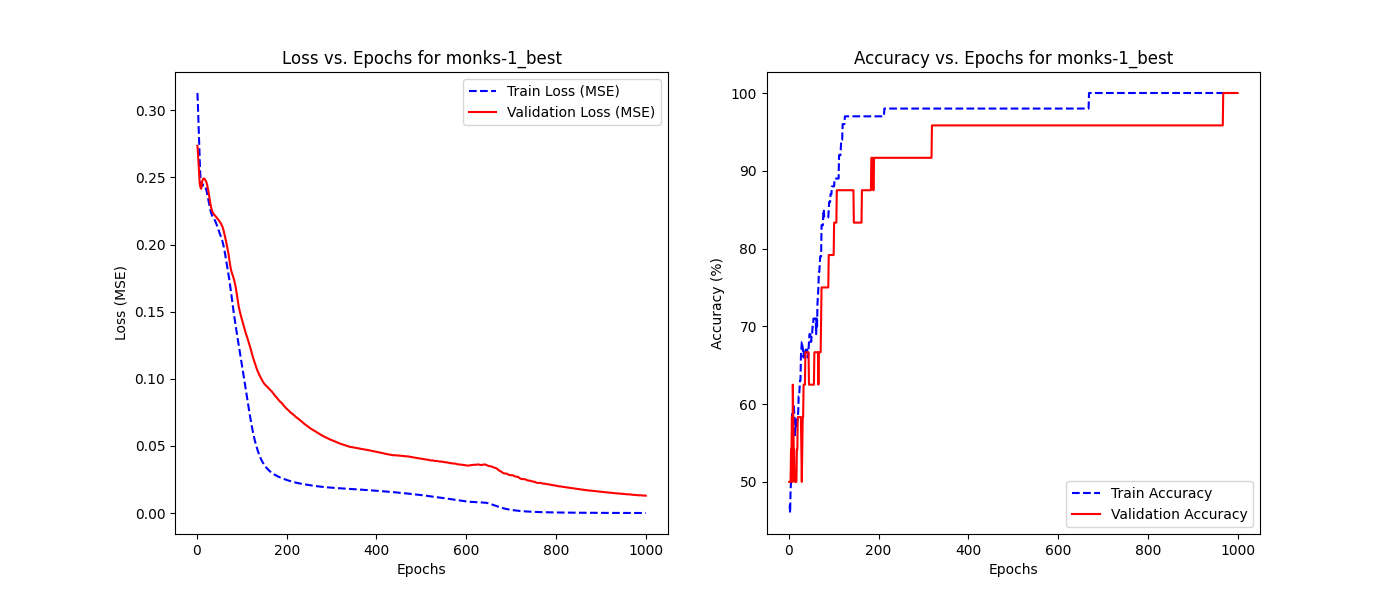 Loss vs. Epochs for monks-1_best
Train Loss (MSE)
Validation Loss (MSE)
0.30
0.25
0.20
0.15
0.10
0.05
0.00
Loss (MSE)
0 200 400 600 800 1000
Epochs
Accuracy vs. Epochs for monks-1_best
100
90
80
70
60
50
Accuracy (%)
Train Accuracy
Validation Accuracy
0 200 400 600 800 1000
Epochs